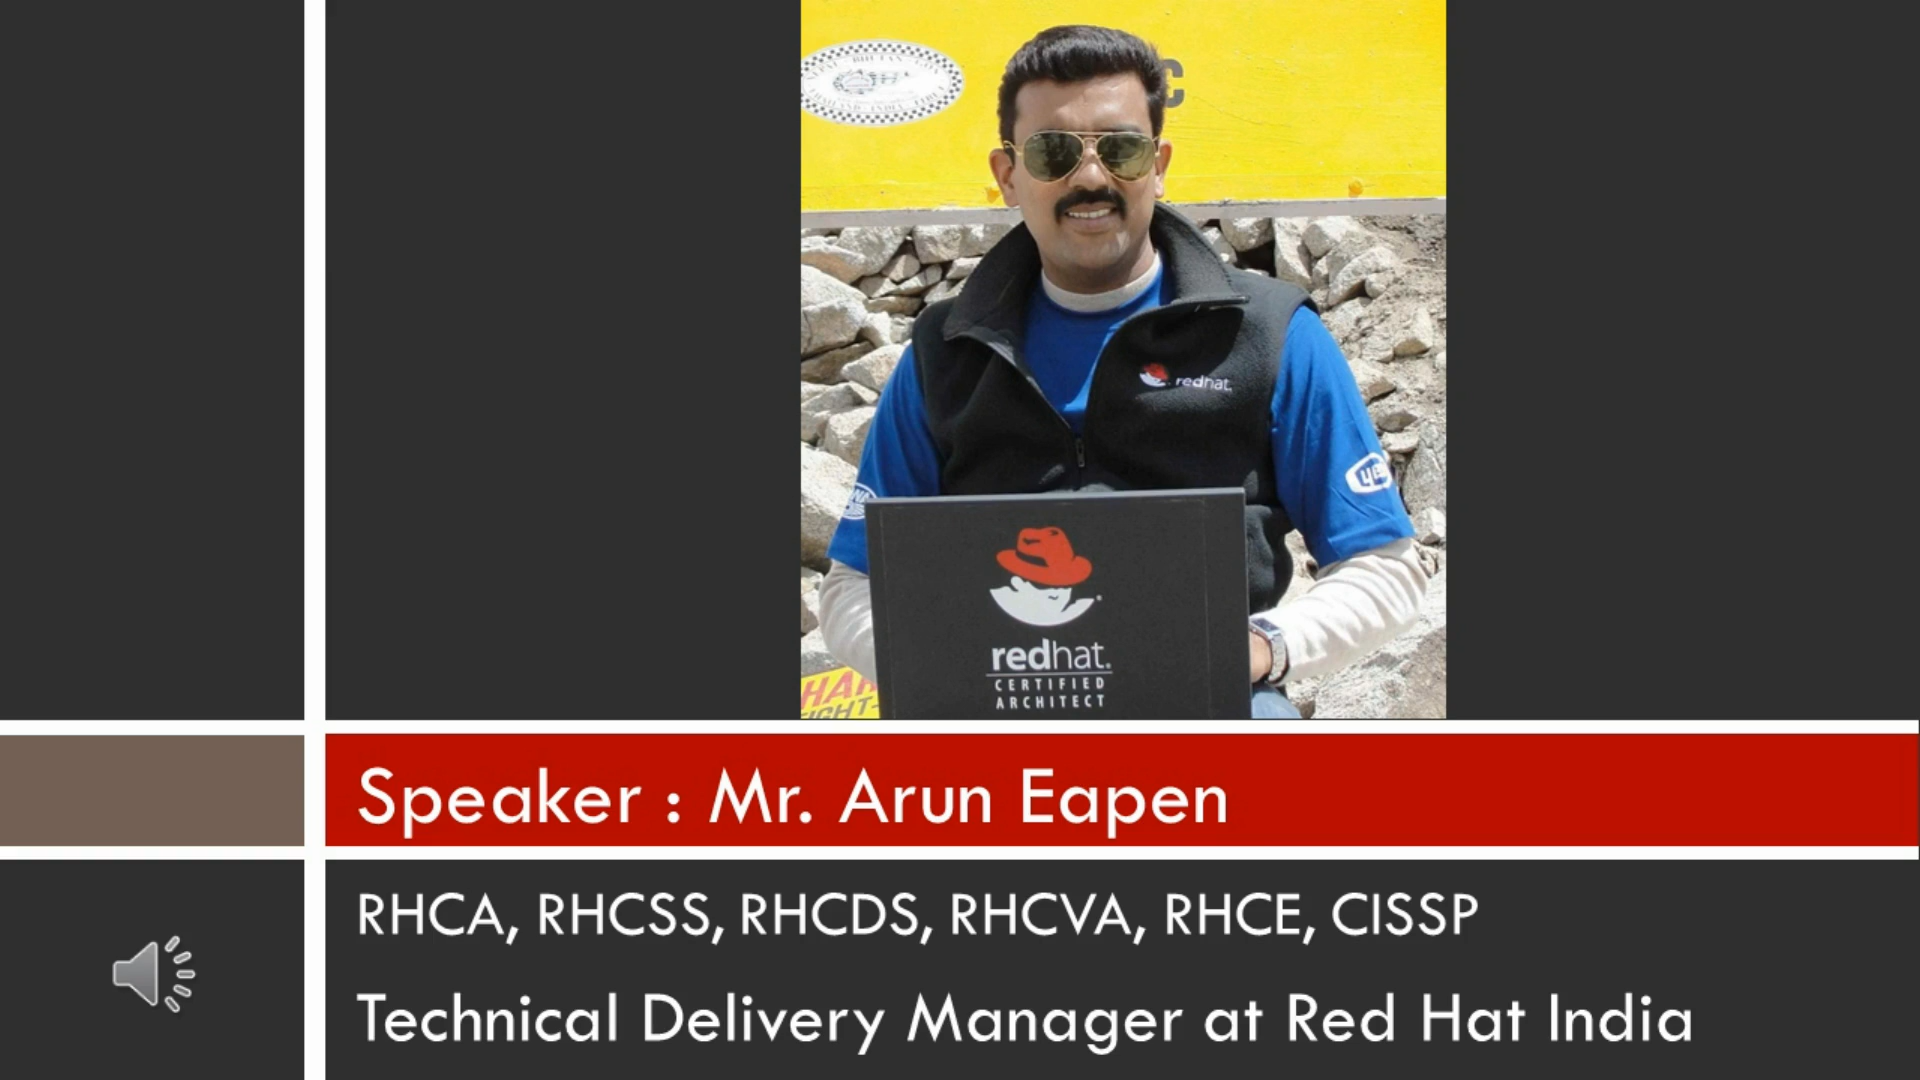 C
redhat.
redhat.
CERTIFIED
ARCHITECT
Speaker : Mr. Arun Eapen
RHCA, RHCSS, RHCDS, RHCVA, RHCE, CISSP
Technical Delivery Manager at Red Hat India